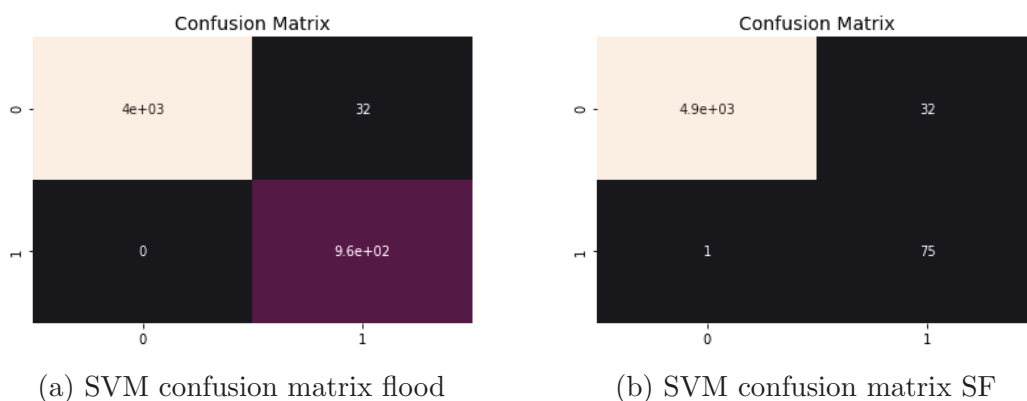 Confusion Matrix
0
4e+03
32
1
0
9.6e+02
0
1
(a) SVM confusion matrix flood
Confusion Matrix
0
4.9e+03
32
1
1
75
0
1
(b) SVM confusion matrix SF